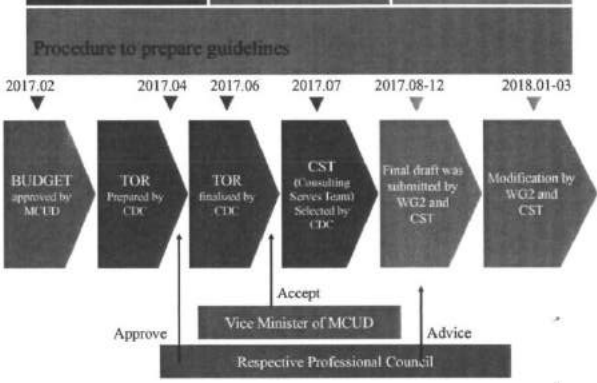 Procedure to prepare guidelines
2017.02
2017.04
2017.06
2017.07
2017.08-12
2018.01-03
BUDGET
approved by
MCUD
TOR
Prepared by
CDC
TOR
finalized by
CDC
CST
(Consulting
Serves Team)
Selected by
CDC
Final draft was
submitted by
WG2 and
CST
Modification by
WG2 and
CST
Accept
Vice Minister of MCUD
Approve
Advice
Respective Professional Council